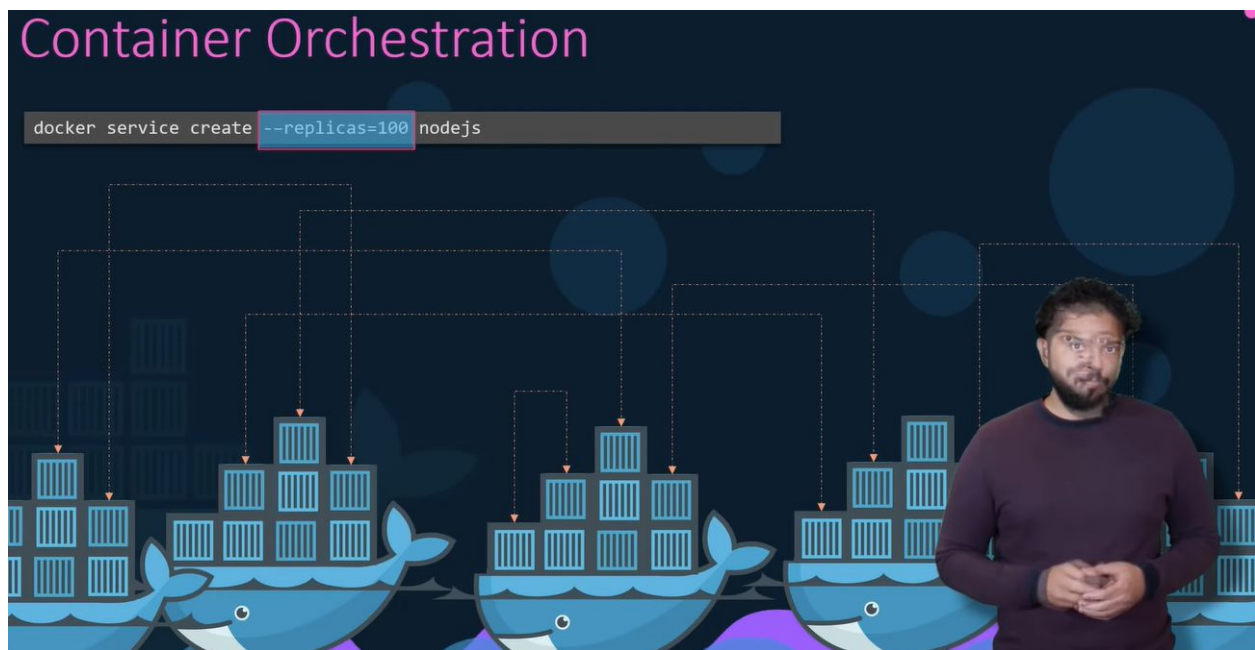 Container Orchestration
docker service create --replicas=100 nodejs